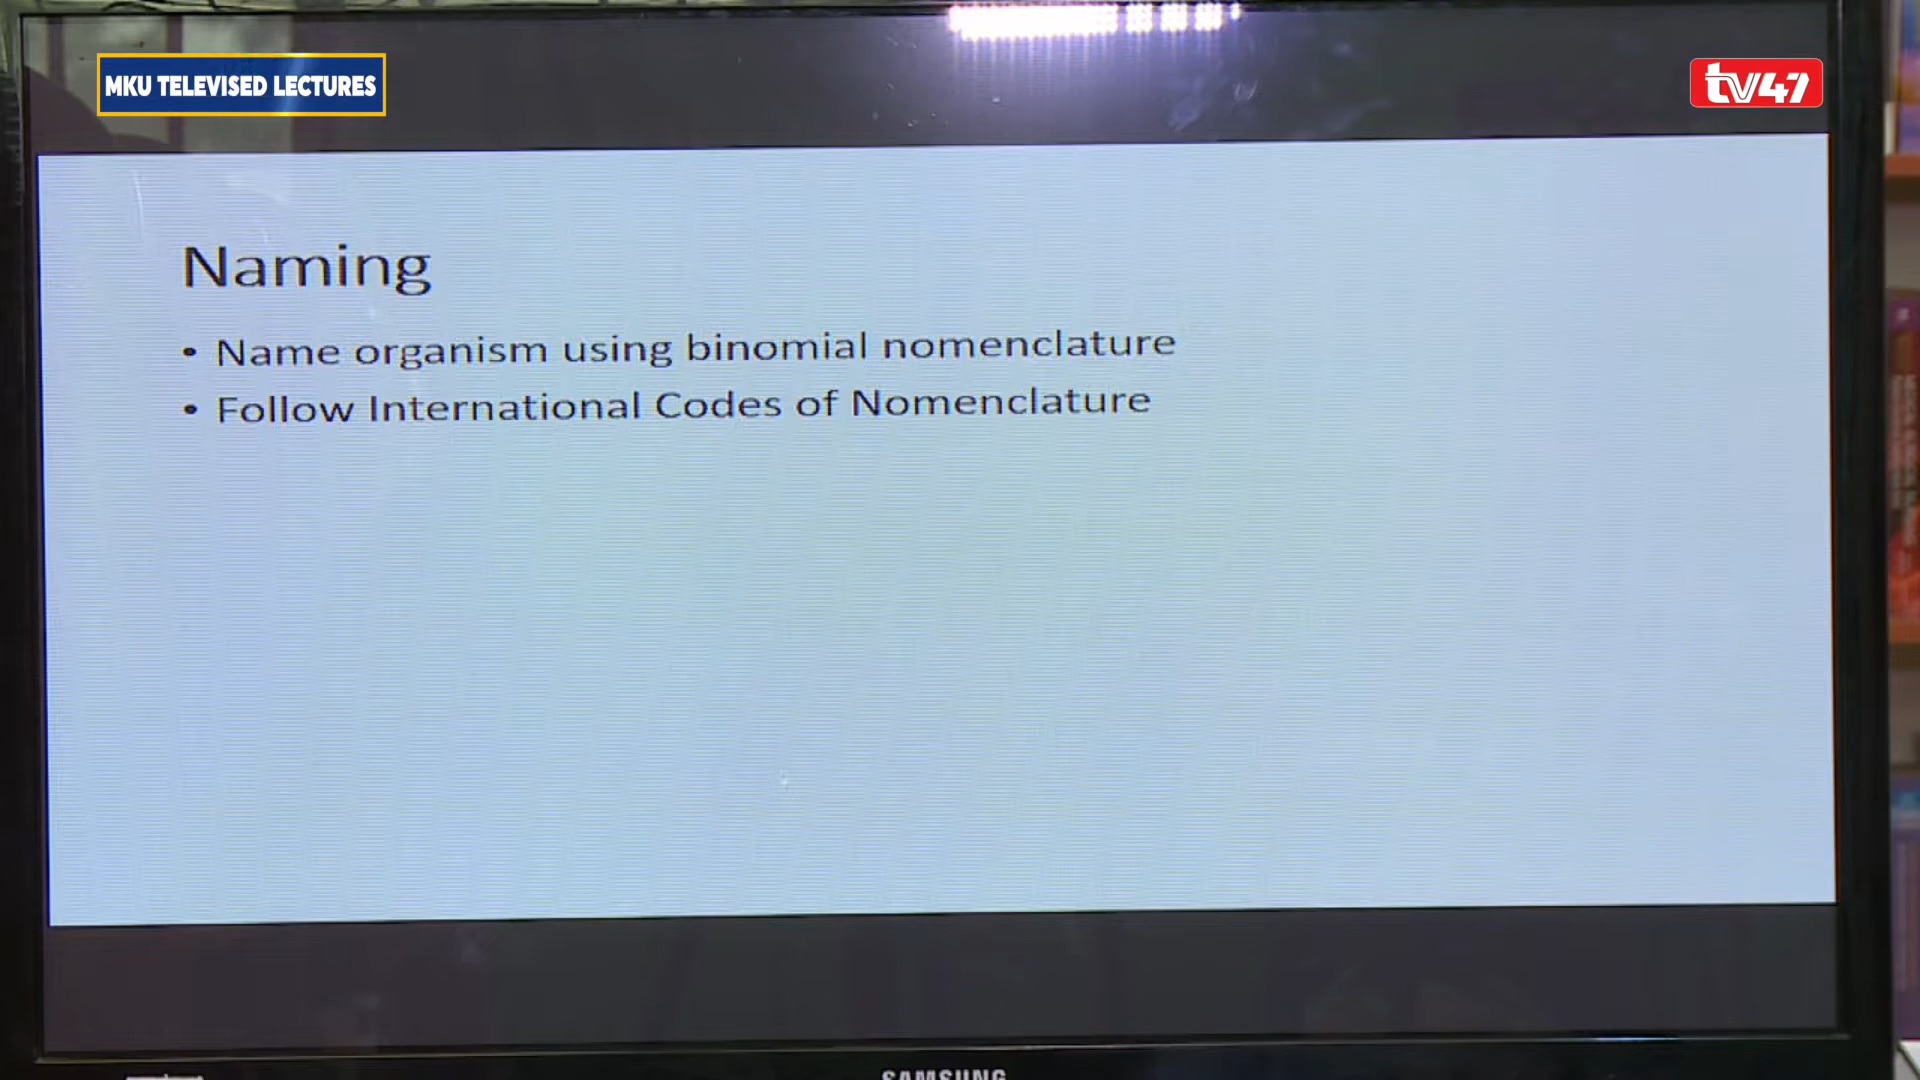 MKU TELEVISED LECTURES
tv47
Naming
• Name organism using binomial nomenclature
• Follow International Codes of Nomenclature
SAMSUNG